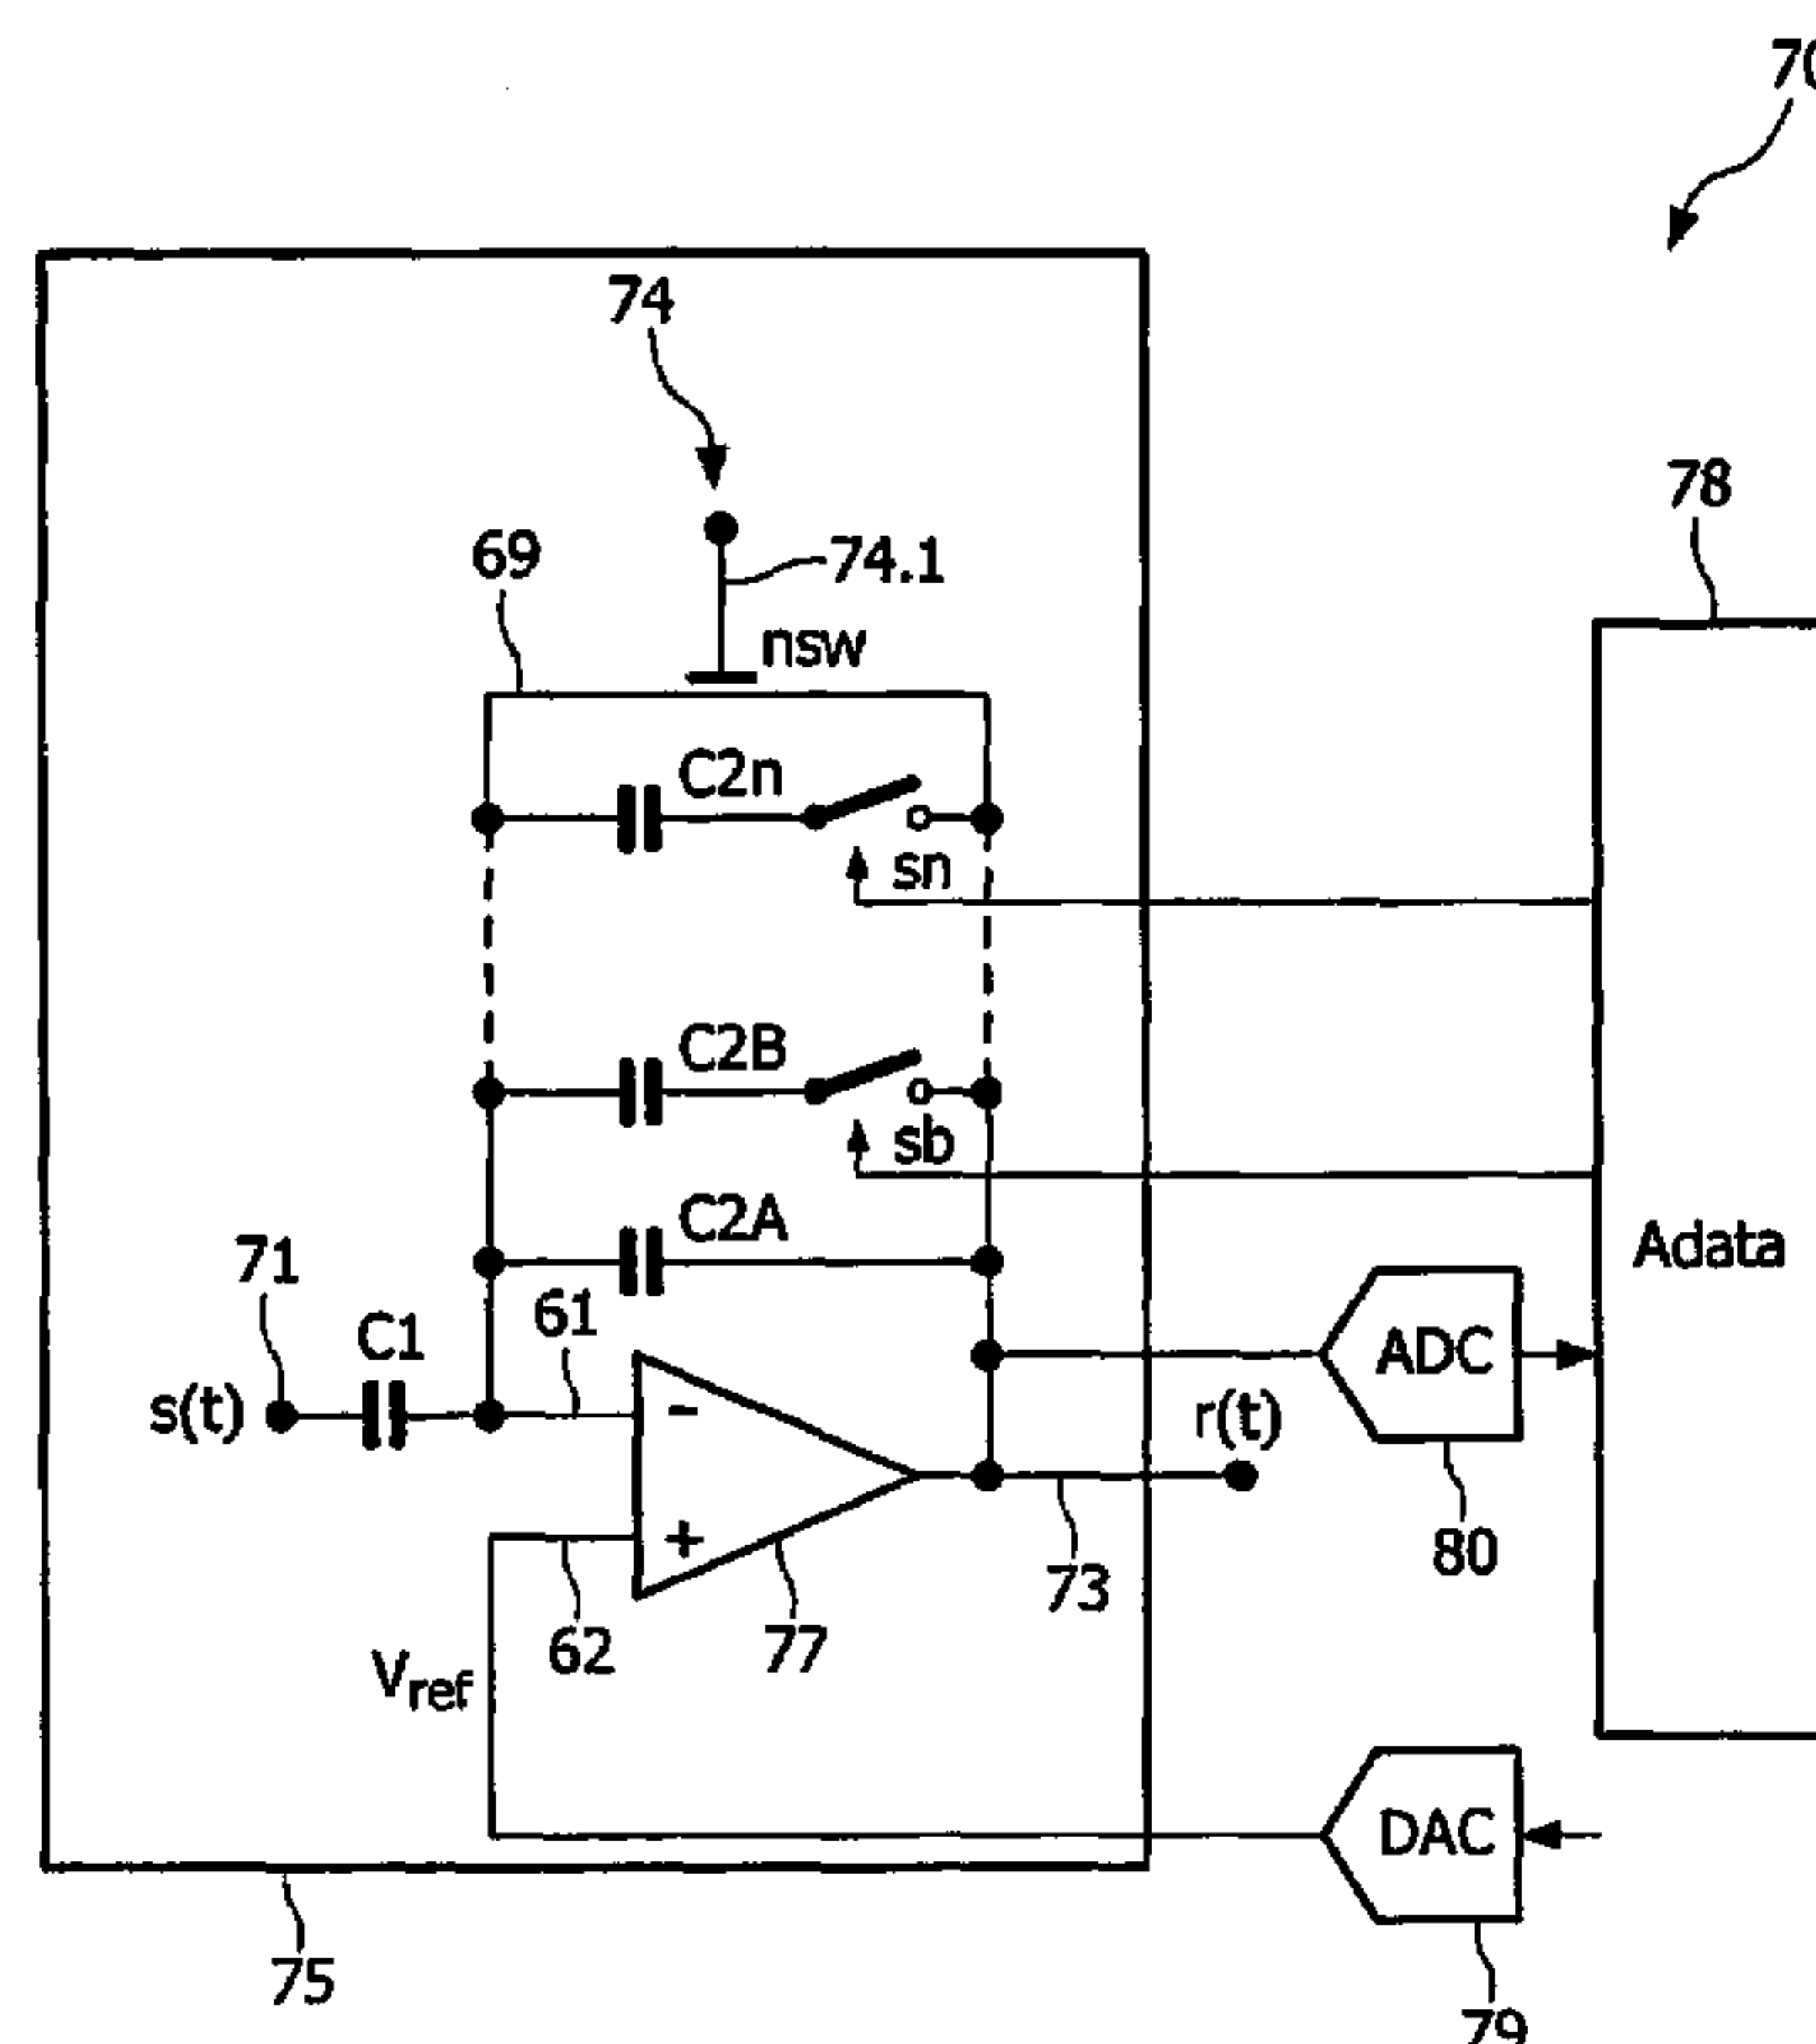 70
74
78
69
74.1
nsw
C2n
sn
C2B
sb
C2A
Adata
71
61
C1
ADC
s(t)
-
r(t)
+
80
73
62
77
Vref
DAC
75
79